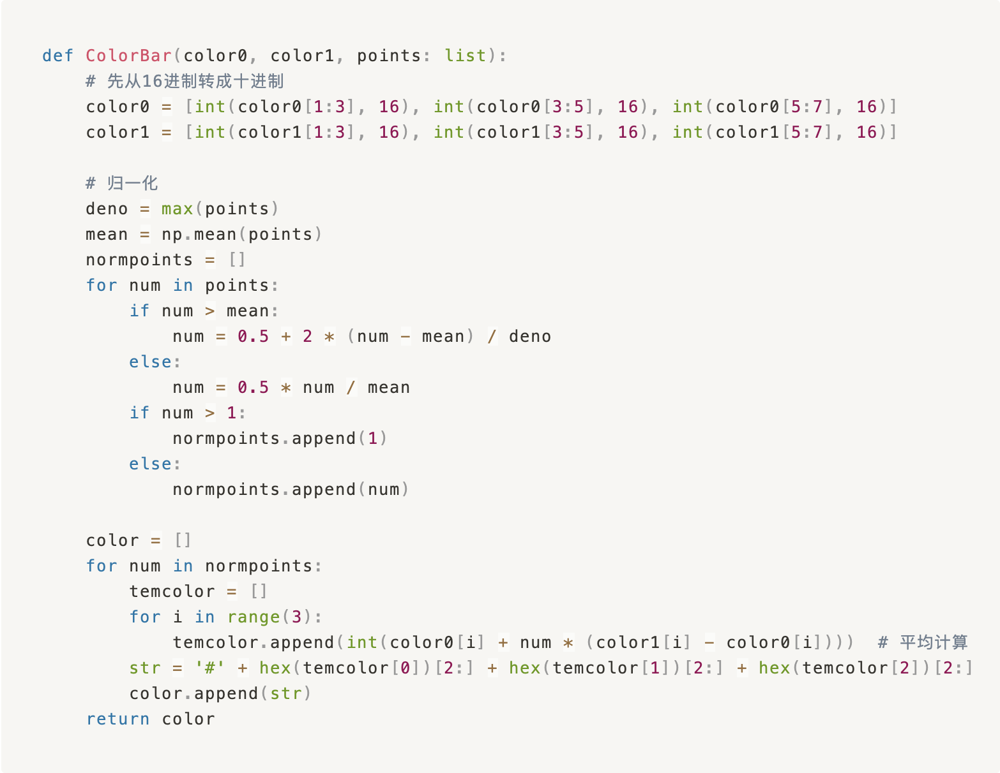 def ColorBar(color0, color1, points: list):
    # 先从16进制转成十进制
    color0 = [int(color0[1:3], 16), int(color0[3:5], 16), int(color0[5:7], 16)]
    color1 = [int(color1[1:3], 16), int(color1[3:5], 16), int(color1[5:7], 16)]

    # 归一化
    deno = max(points)
    mean = np.mean(points)
    normpoints = []
    for num in points:
        if num > mean:
            num = 0.5 + 2 * (num - mean) / deno
        else:
            num = 0.5 * num / mean
        if num > 1:
            normpoints.append(1)
        else:
            normpoints.append(num)

    color = []
    for num in normpoints:
        temcolor = []
        for i in range(3):
            temcolor.append(int(color0[i] + num * (color1[i] - color0[i])))  # 平均计算
        str = '#' + hex(temcolor[0])[2:] + hex(temcolor[1])[2:] + hex(temcolor[2])[2:]
        color.append(str)
    return color